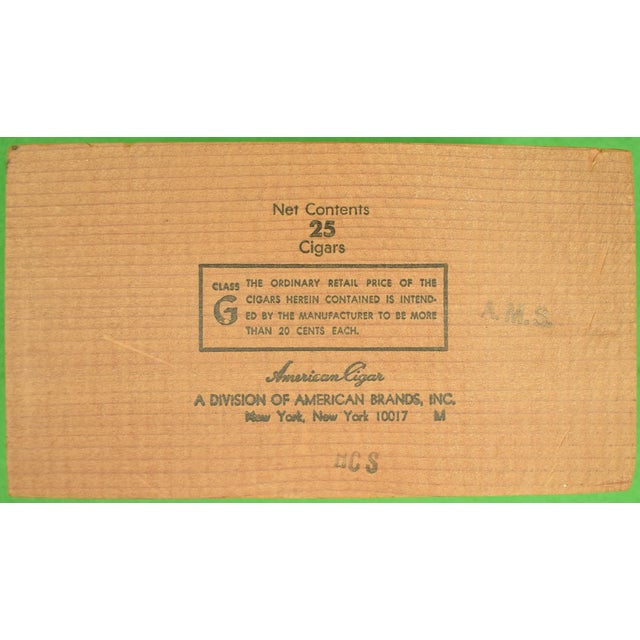 Net Contents
25
Cigars
CLASS G
THE ORDINARY RETAIL PRICE OF THE
CIGARS HEREIN CONTAINED IS INTEND-
ED BY THE MANUFACTURER TO BE MORE
THAN 20 CENTS EACH.
A.M.S.
American Cigar
A DIVISION OF AMERICAN BRANDS, INC.
New York, New York 10017 M
HCS